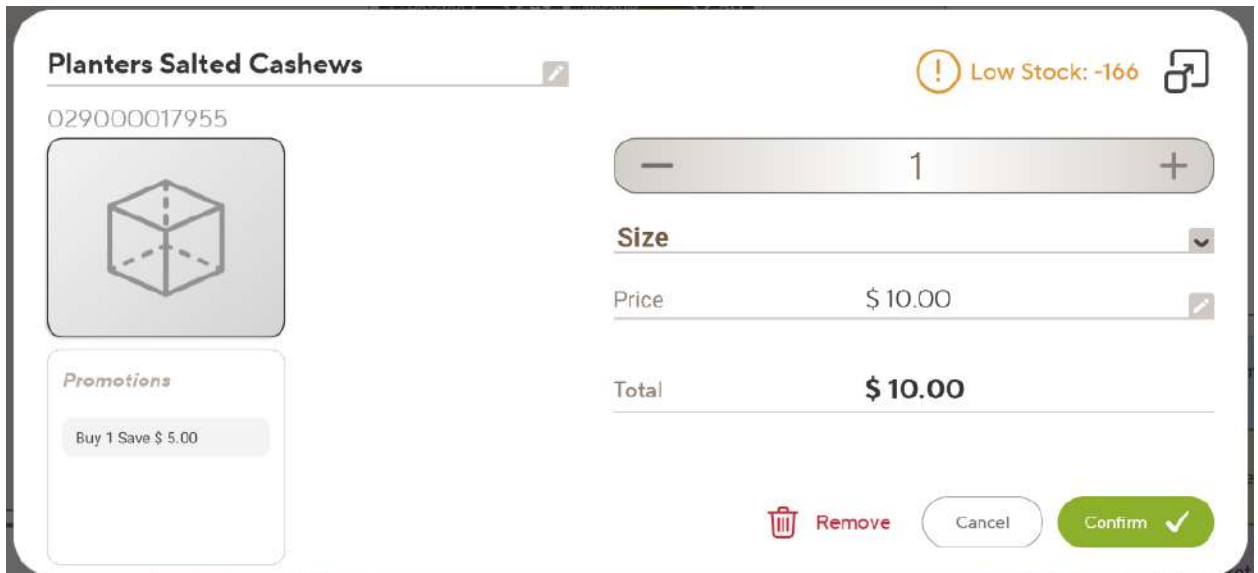 Planters Salted Cashews
Low Stock: -166
029000017955
1
Size
Price $ 10.00
Promotions
Total $ 10.00
Buy 1 Save $ 5.00
Remove
Cancel
Confirm